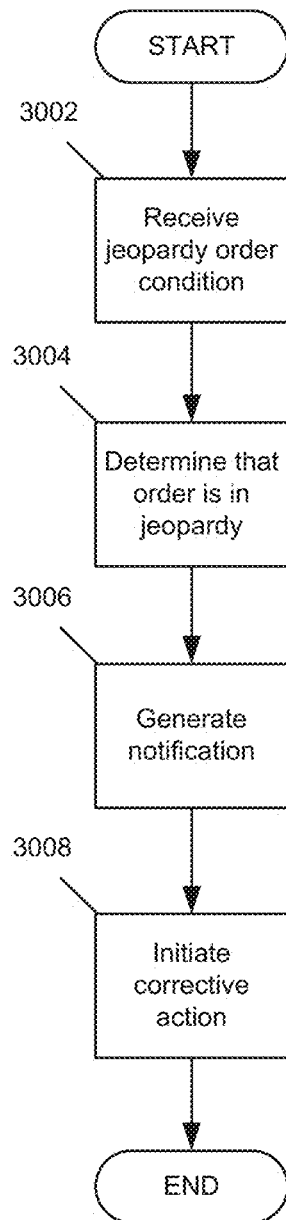 START
3002
Receive
jeopardy order
condition
3004
Determine that
order is in
jeopardy
3006
Generate
notification
3008
Initiate
corrective
action
END